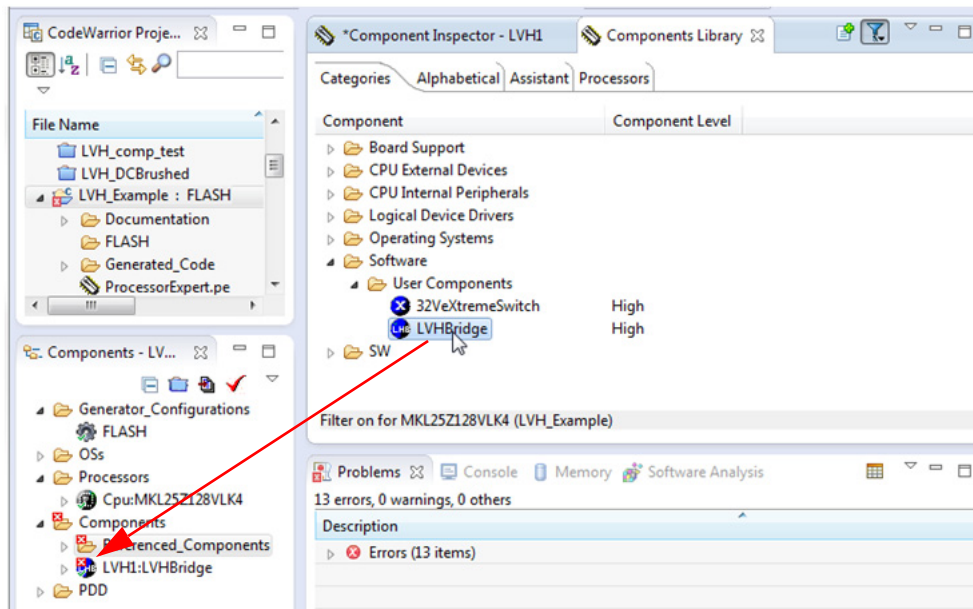 CodeWarrior Proje...
File Name
LVH_comp_test
LVH_DCBrushed
LVH_Example : FLASH
Documentation
FLASH
Generated_Code
ProcessorExpert.pe
Components - LV...
Generator_Configurations
FLASH
OSs
Processors
Cpu:MKL25Z128VLK4
Components
Referenced_Components
LVH1:LVHBridge
PDD
*Component Inspector - LVH1
Components Library
Categories
Alphabetical
Assistant
Processors
Component
Component Level
Board Support
CPU External Devices
CPU Internal Peripherals
Logical Device Drivers
Operating Systems
Software
User Components
32VeXtremeSwitch High
LVHBridge High
SW
Filter on for MKL25Z128VLK4 (LVH_Example)
Problems
Console
Memory
Software Analysis
13 errors, 0 warnings, 0 others
Description
Errors (13 items)